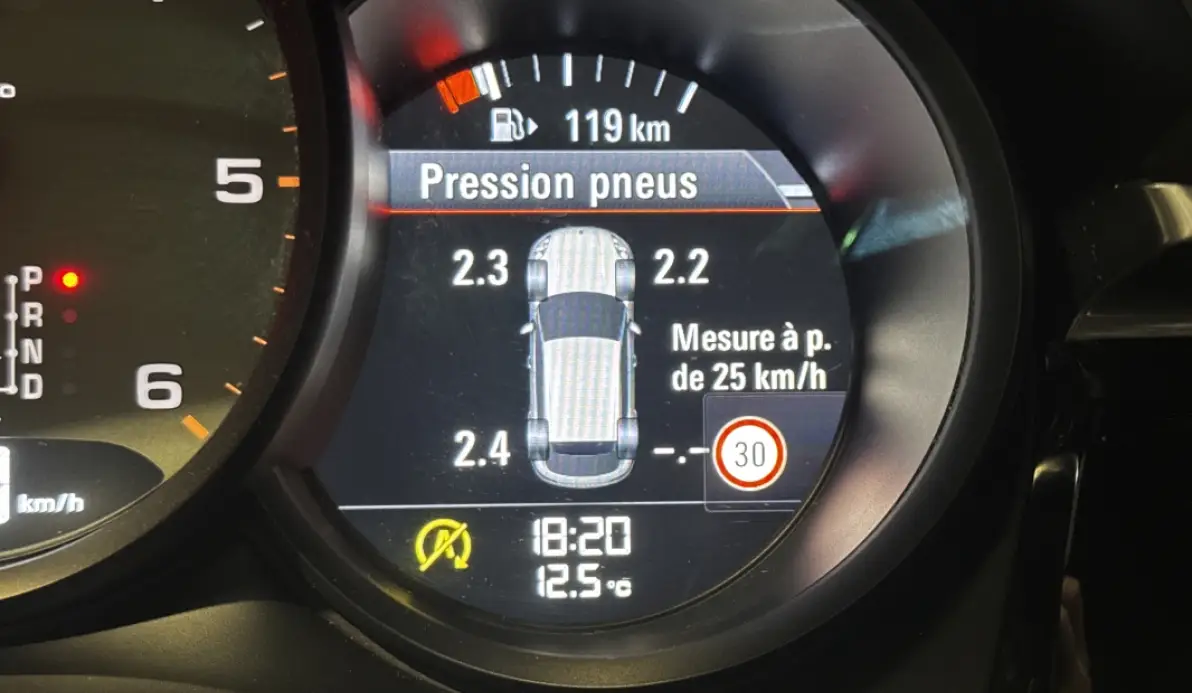 119 km
Pression pneus
5
2.3
2.2
P
R
N
D
Mesure à p.
de 25 km/h
6
2.4
-.-
30
km/h
18:20
A
12.5 °C